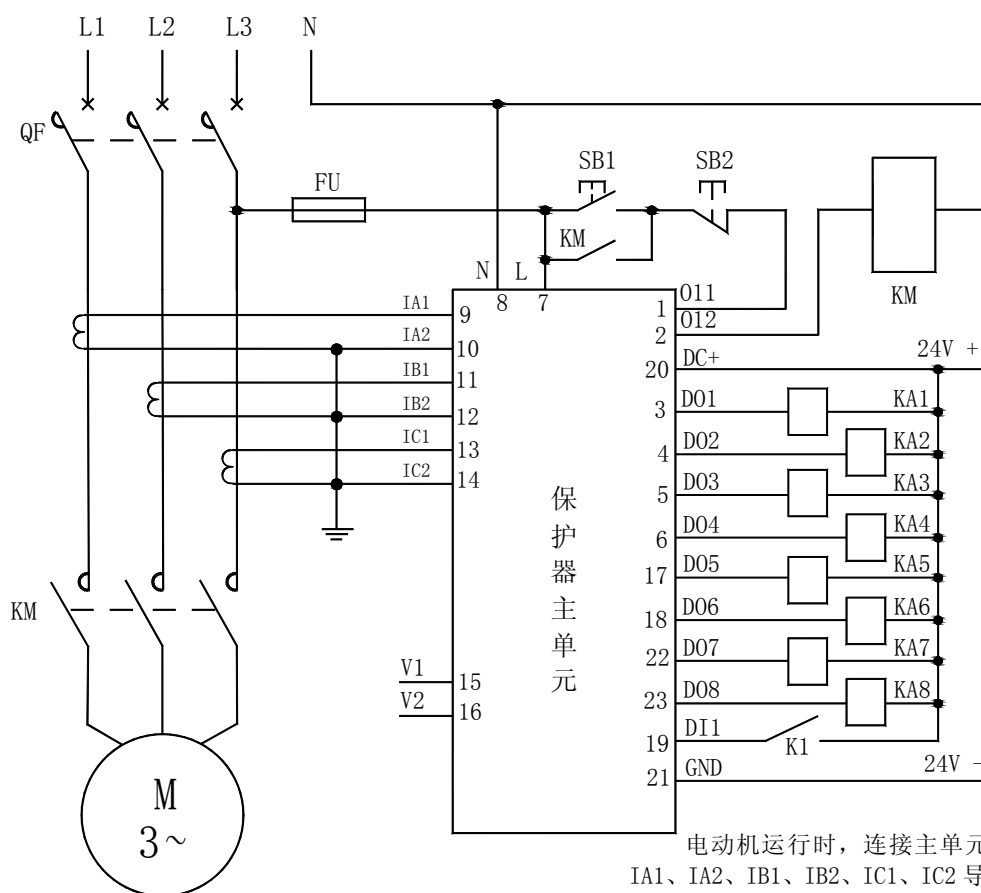 L1 L2 L3 N
QF
FU
SB1 SB2
KM
KM
N L
8 7
IA1 9
IA2 10
IB1 11
IB2 12
IC1 13
IC2 14
1 O11
2 O12
20 DC+ 24V +
3 DO1 KA1
4 DO2 KA2
5 DO3 KA3
6 DO4 KA4
17 DO5 KA5
18 DO6 KA6
22 DO7 KA7
23 DO8 KA8
19 DI1 K1
21 GND 24V -
保护器主单元
KM
V1 15
V2 16
M
3~
电动机运行时，连接主单元
IA1、IA2、IB1、IB2、IC1、IC2 导